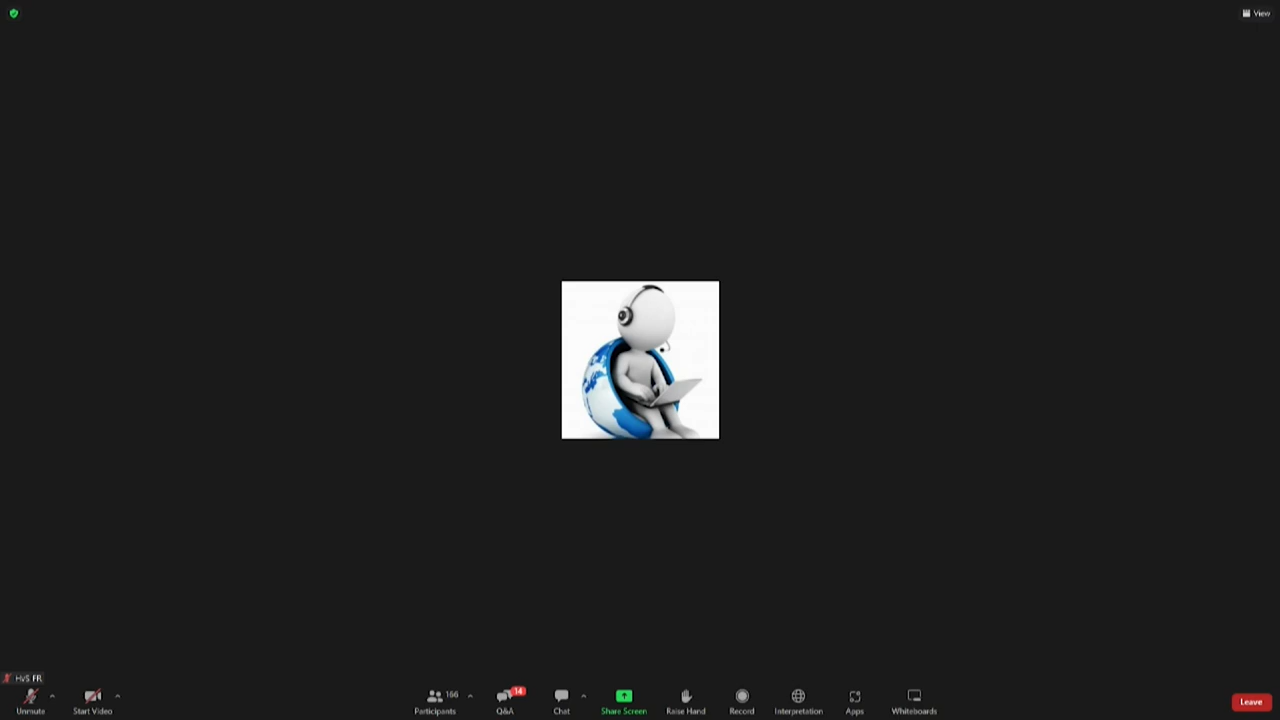 View
HVS FR
Unmute
Start Video
166
Participants
14
Q&A
Chat
Share Screen
Raise Hand
Record
Interpretation
Apps
Whiteboards
Leave